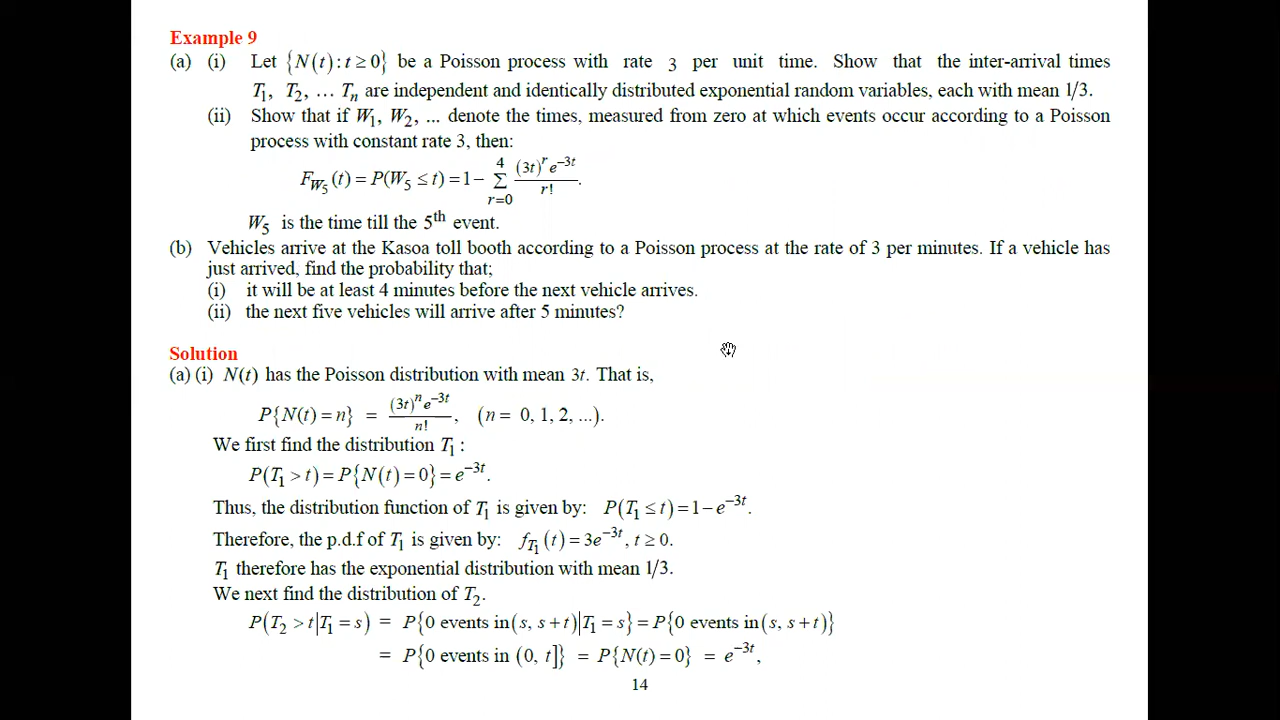 Example 9
(a) (i) Let {N(t) : t ≥ 0} be a Poisson process with rate 3 per unit time. Show that the inter-arrival times
T₁, T₂, … Tₙ are independent and identically distributed exponential random variables, each with mean 1/3.
(ii) Show that if W₁, W₂, ... denote the times, measured from zero at which events occur according to a Poisson
process with constant rate 3, then:
F_{W₅}(t) = P(W₅ ≤ t) = 1 − ∑_{r=0}^{4} (3t)^r e^{−3t} / r! .
W₅ is the time till the 5th event.
(b) Vehicles arrive at the Kasoa toll booth according to a Poisson process at the rate of 3 per minutes. If a vehicle has
just arrived, find the probability that;
(i) it will be at least 4 minutes before the next vehicle arrives.
(ii) the next five vehicles will arrive after 5 minutes?
Solution
(a) (i) N(t) has the Poisson distribution with mean 3t. That is,
P{N(t) = n} = (3t)^n e^{−3t} / n! , (n = 0, 1, 2, ...).
We first find the distribution T₁ :
P(T₁ > t) = P{N(t) = 0} = e^{−3t}.
Thus, the distribution function of T₁ is given by: P(T₁ ≤ t) = 1 − e^{−3t}.
Therefore, the p.d.f of T₁ is given by: f_{T₁}(t) = 3e^{−3t}, t ≥ 0.
T₁ therefore has the exponential distribution with mean 1/3.
We next find the distribution of T₂.
P(T₂ > t|T₁ = s) = P{0 events in (s, s + t)|T₁ = s} = P{0 events in (s, s + t)}
= P{0 events in (0, t]} = P{N(t) = 0} = e^{−3t},
14